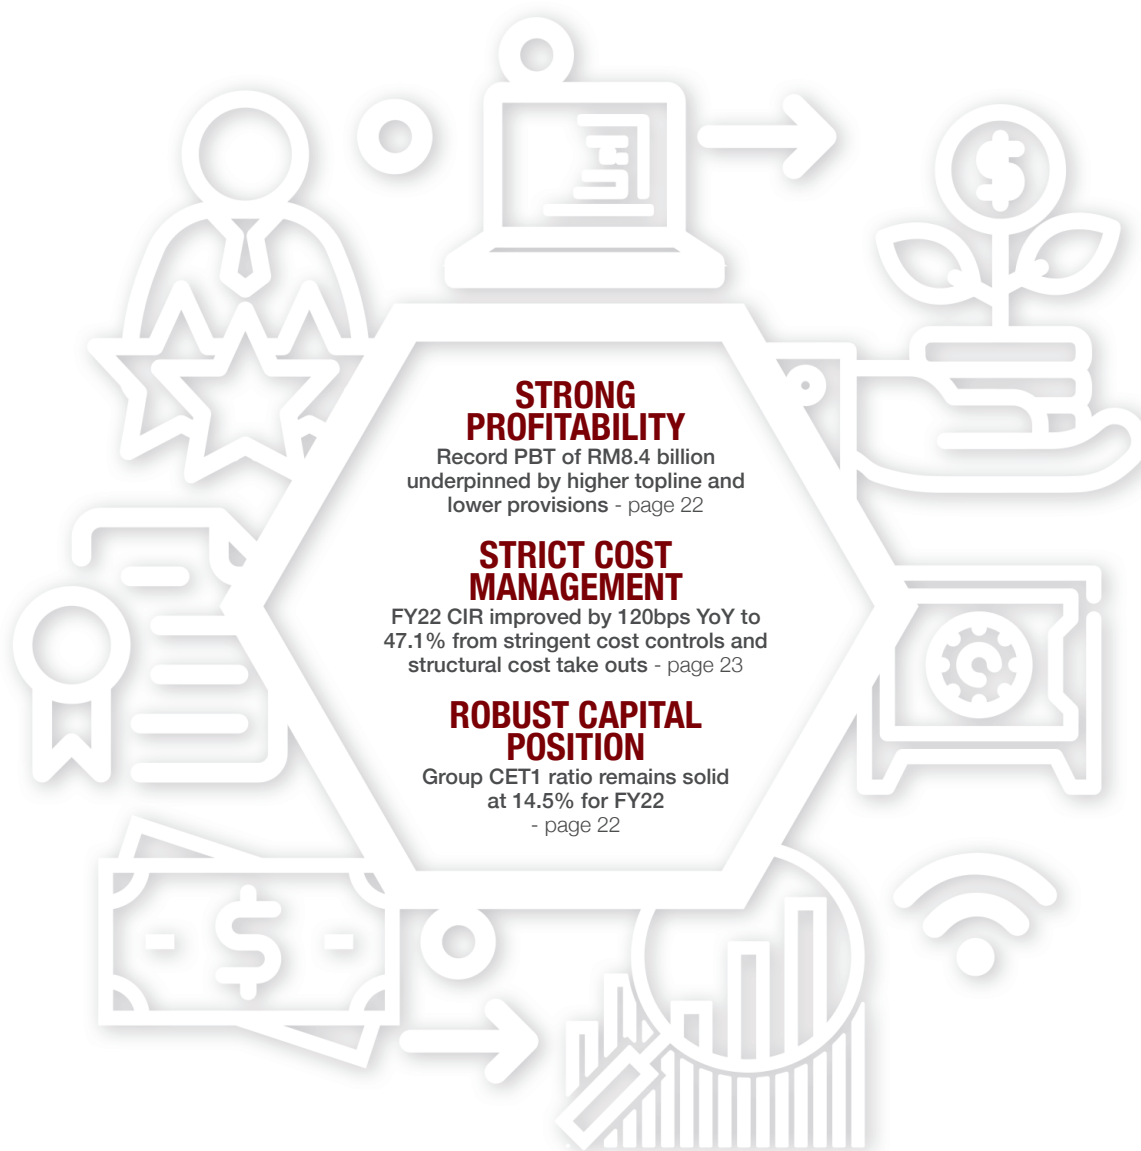 STRONG
PROFITABILITY
Record PBT of RM8.4 billion
underpinned by higher topline and
lower provisions - page 22
STRICT COST
MANAGEMENT
FY22 CIR improved by 120bps YoY to
47.1% from stringent cost controls and
structural cost take outs - page 23
ROBUST CAPITAL
POSITION
Group CET1 ratio remains solid
at 14.5% for FY22
- page 22